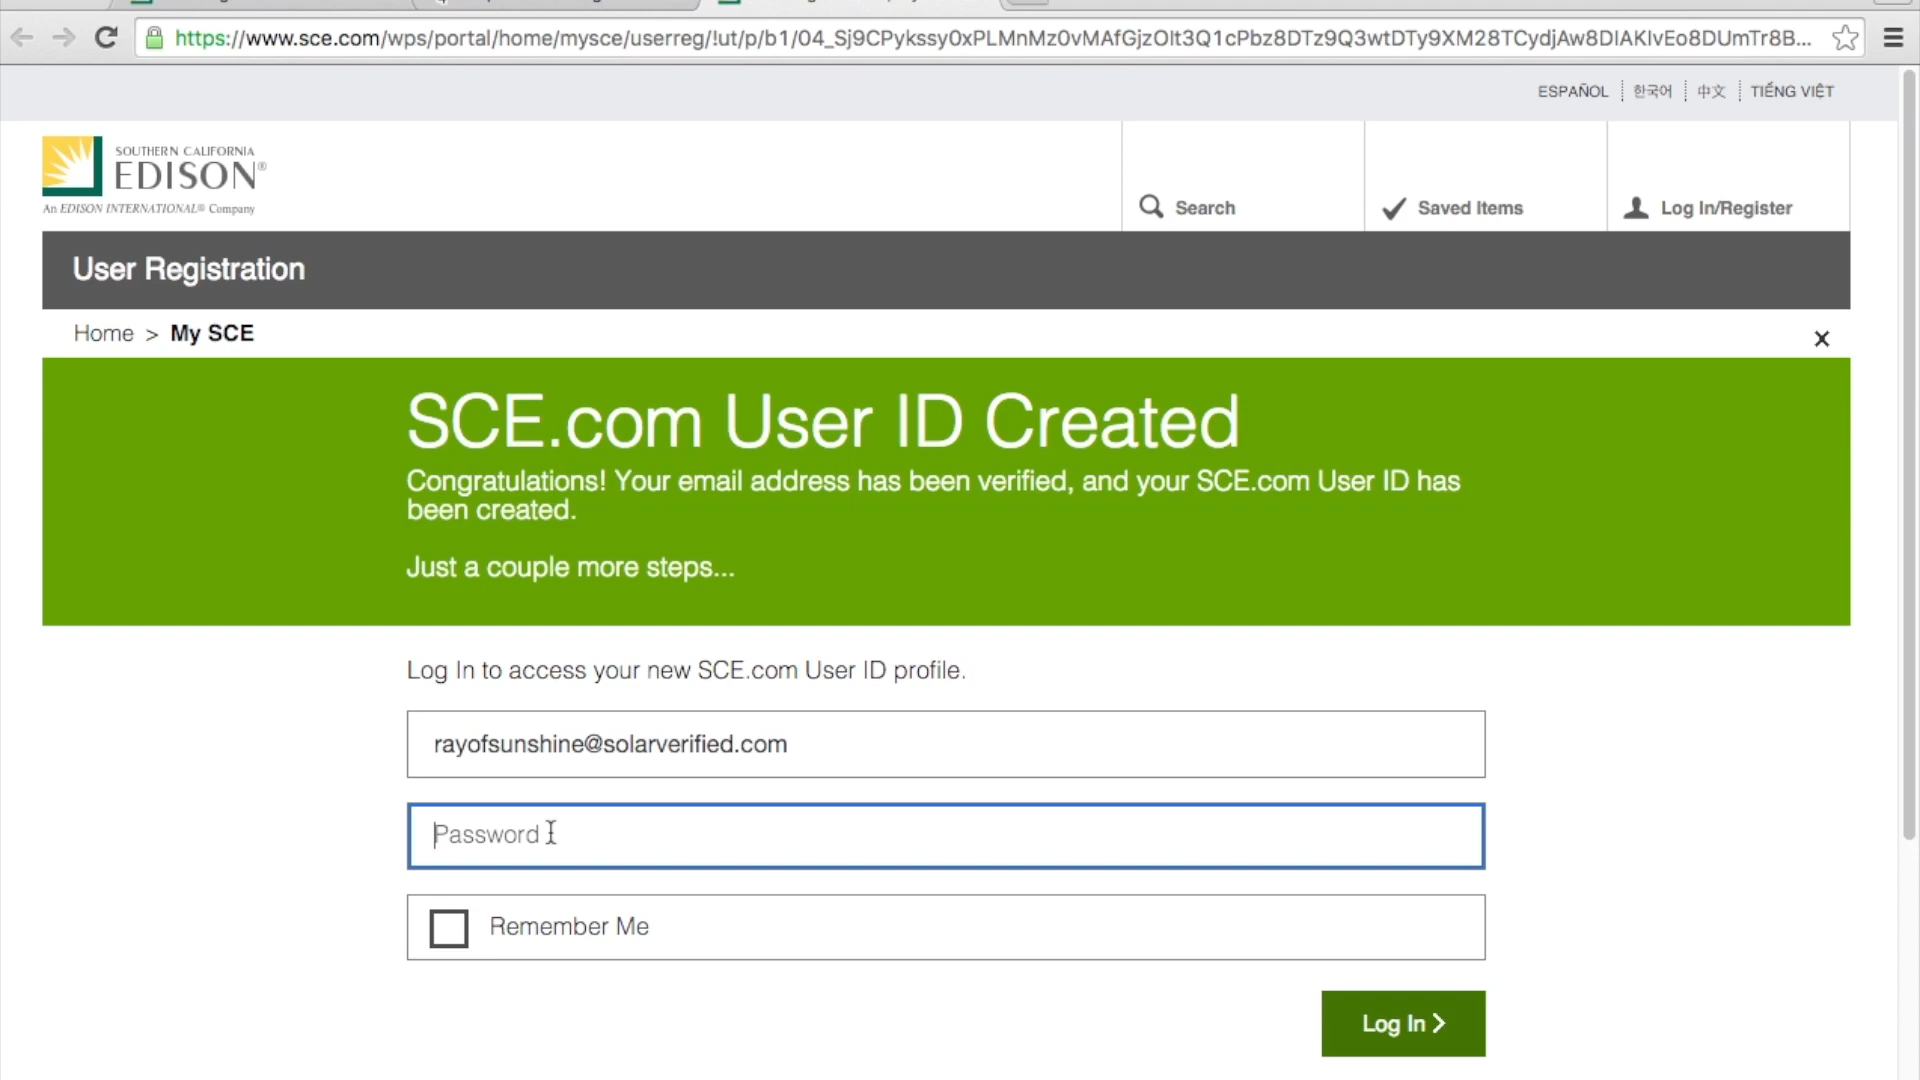 https://www.sce.com/wps/portal/home/mysce/userreg/!ut/p/b1/04_Sj9CPykssy0xPLMnMz0vMAfGjzOIt3Q1cPbz8DTz9Q3wtDTy9XM28TCydjAw8DIAKIvEo8DUmTr8B...
ESPAÑOL 한국어 中文 TIẾNG VIỆT
SOUTHERN CALIFORNIA
EDISON®
An EDISON INTERNATIONAL® Company
Search
Saved Items
Log In/Register
User Registration
Home > My SCE
x
SCE.com User ID Created
Congratulations! Your email address has been verified, and your SCE.com User ID has
been created.
Just a couple more steps...
Log In to access your new SCE.com User ID profile.
rayofsunshine@solarverified.com
Password
Remember Me
Log In >